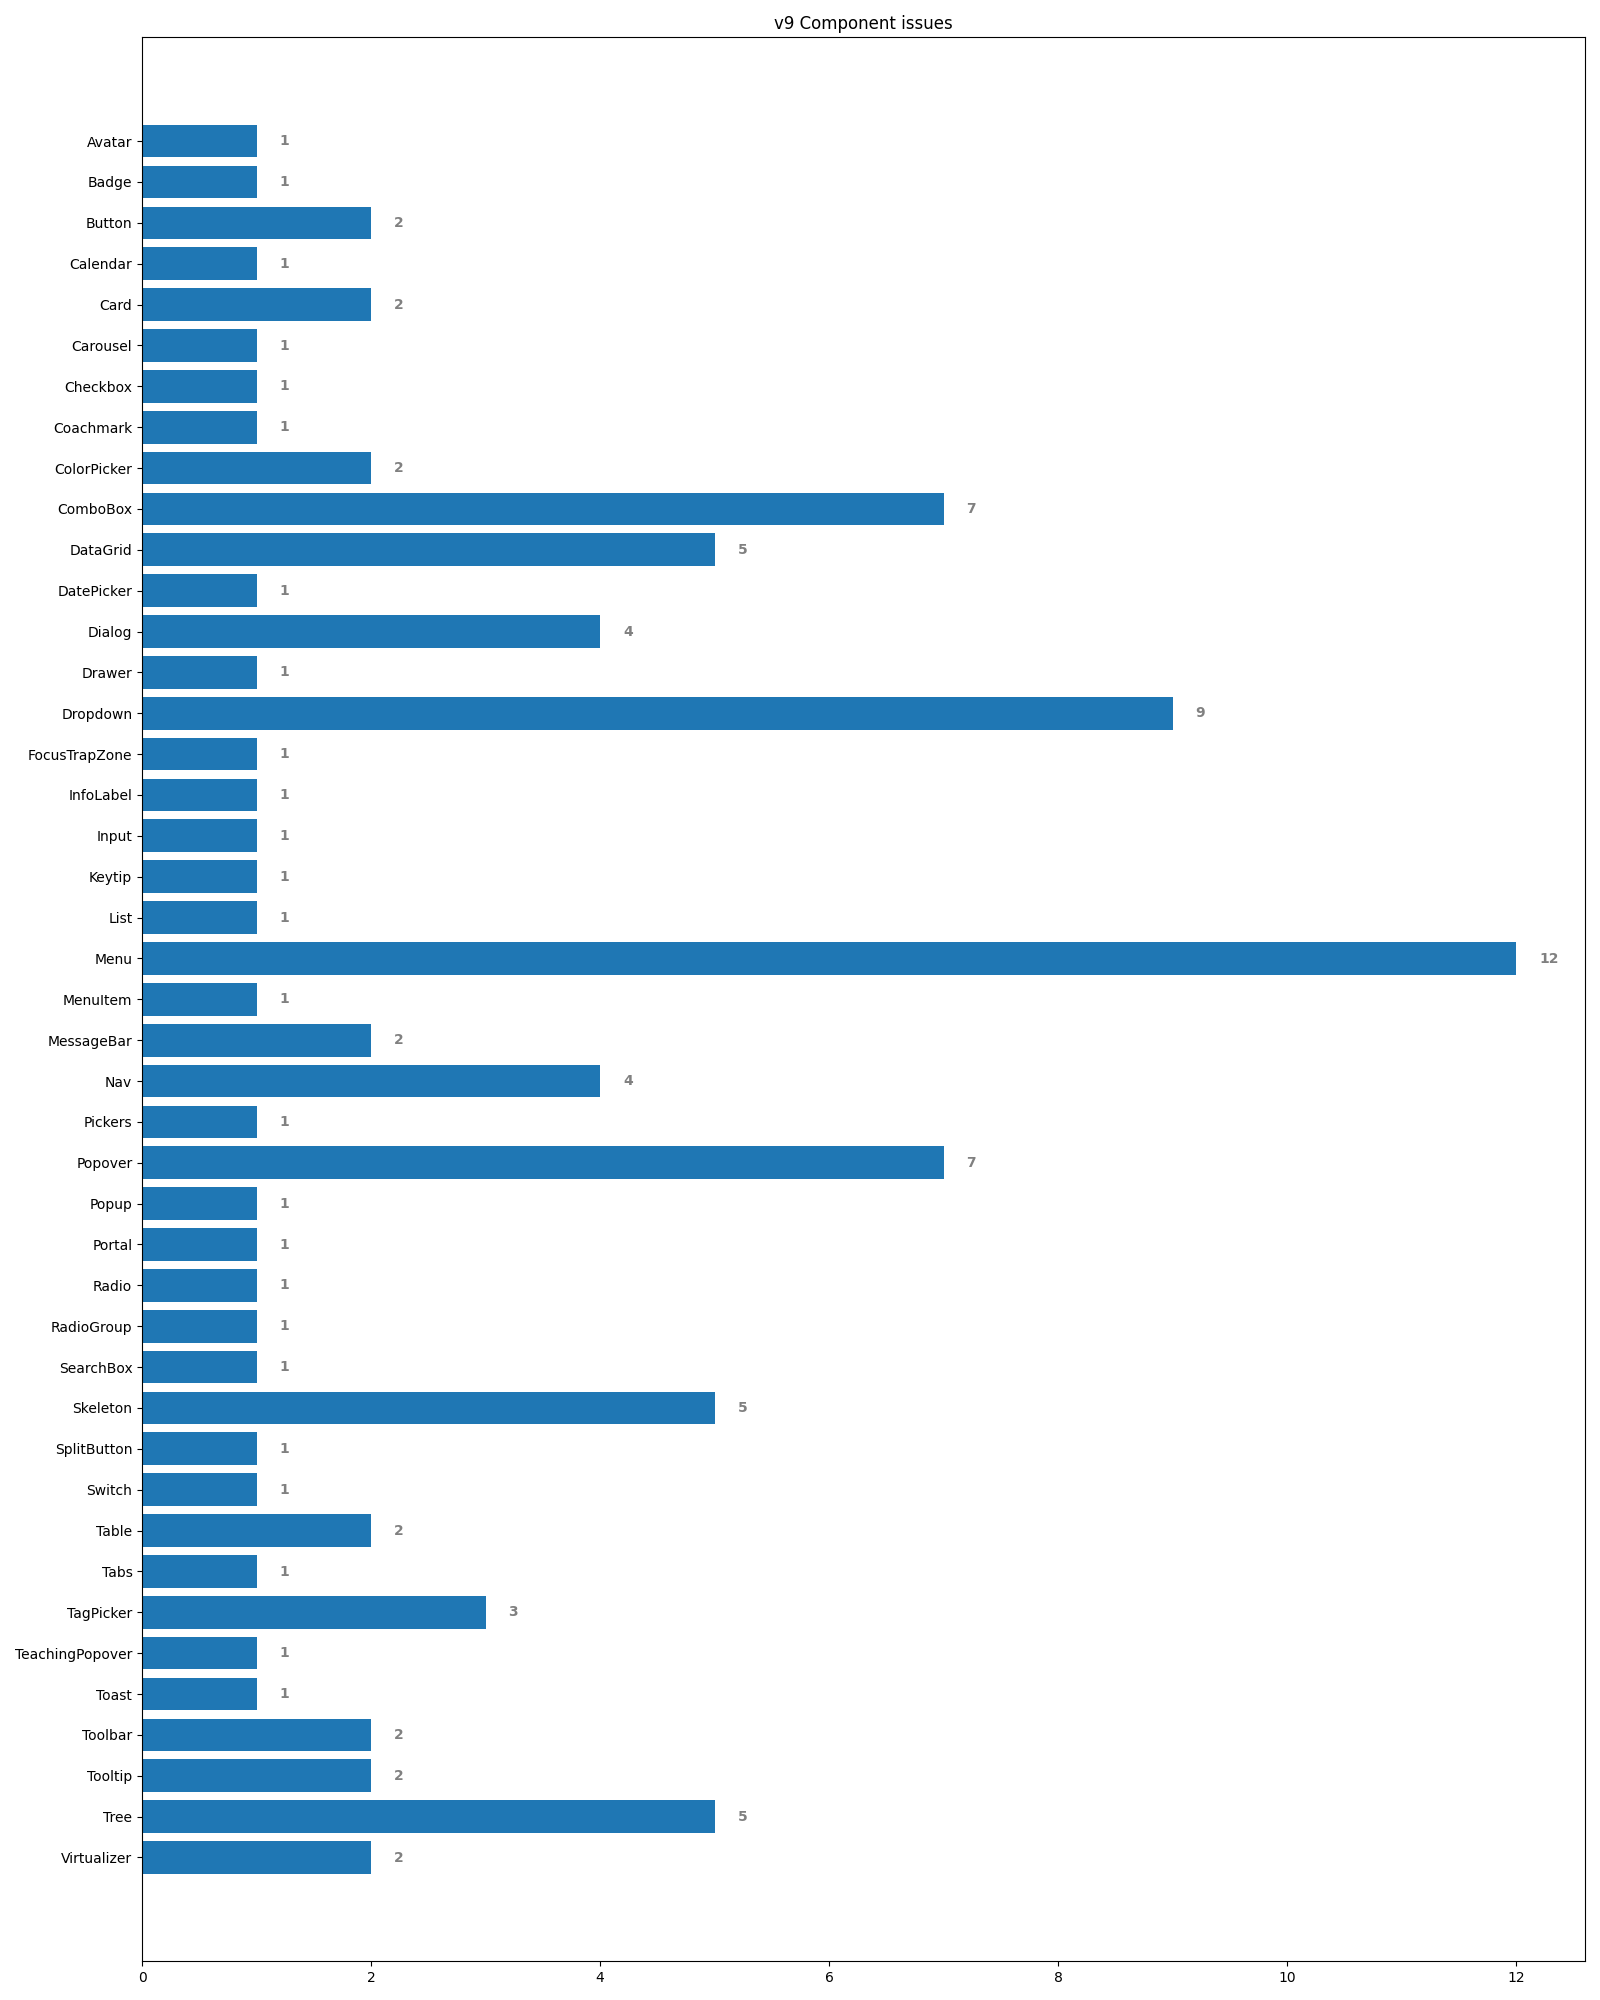 v9 Component issues
Avatar 1
Badge 1
Button 2
Calendar 1
Card 2
Carousel 1
Checkbox 1
Coachmark 1
ColorPicker 2
ComboBox 7
DataGrid 5
DatePicker 1
Dialog 4
Drawer 1
Dropdown 9
FocusTrapZone 1
InfoLabel 1
Input 1
Keytip 1
List 1
Menu 12
MenuItem 1
MessageBar 2
Nav 4
Pickers 1
Popover 7
Popup 1
Portal 1
Radio 1
RadioGroup 1
SearchBox 1
Skeleton 5
SplitButton 1
Switch 1
Table 2
Tabs 1
TagPicker 3
TeachingPopover 1
Toast 1
Toolbar 2
Tooltip 2
Tree 5
Virtualizer 2
0 2 4 6 8 10 12